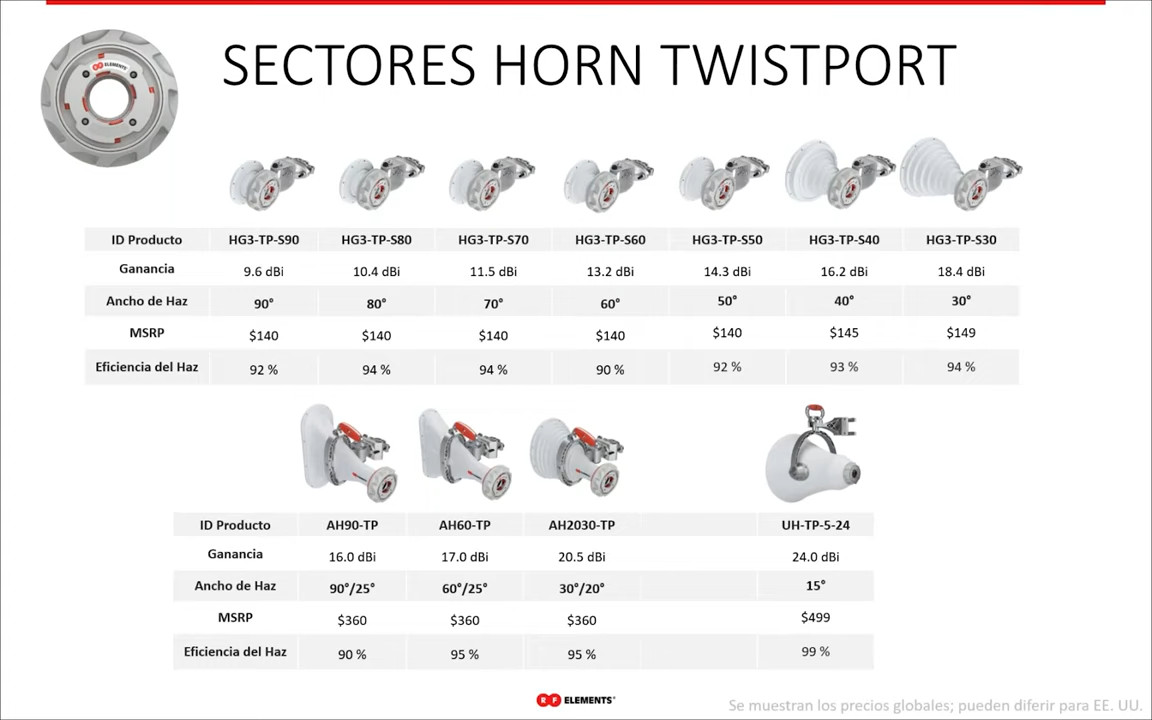 ELEMENTS
SECTORES HORN TWISTPORT
ID Producto HG3-TP-S90 HG3-TP-S80 HG3-TP-S70 HG3-TP-S60 HG3-TP-S50 HG3-TP-S40 HG3-TP-S30
Ganancia 9.6 dBi 10.4 dBi 11.5 dBi 13.2 dBi 14.3 dBi 16.2 dBi 18.4 dBi
Ancho de Haz 90° 80° 70° 60° 50° 40° 30°
MSRP $140 $140 $140 $140 $140 $145 $149
Eficiencia del Haz 92 % 94 % 94 % 90 % 92 % 93 % 94 %
ID Producto AH90-TP AH60-TP AH2030-TP UH-TP-5-24
Ganancia 16.0 dBi 17.0 dBi 20.5 dBi 24.0 dBi
Ancho de Haz 90°/25° 60°/25° 30°/20° 15°
MSRP $360 $360 $360 $499
Eficiencia del Haz 90 % 95 % 95 % 99 %
RF ELEMENTS
Se muestran los precios globales; pueden diferir para EE. UU.